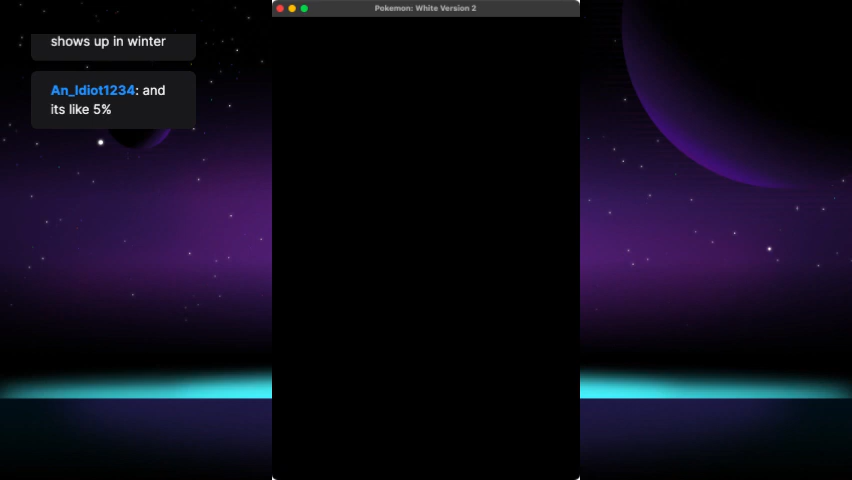 Pokemon: White Version 2
shows up in winter
An_Idiot1234: and
its like 5%